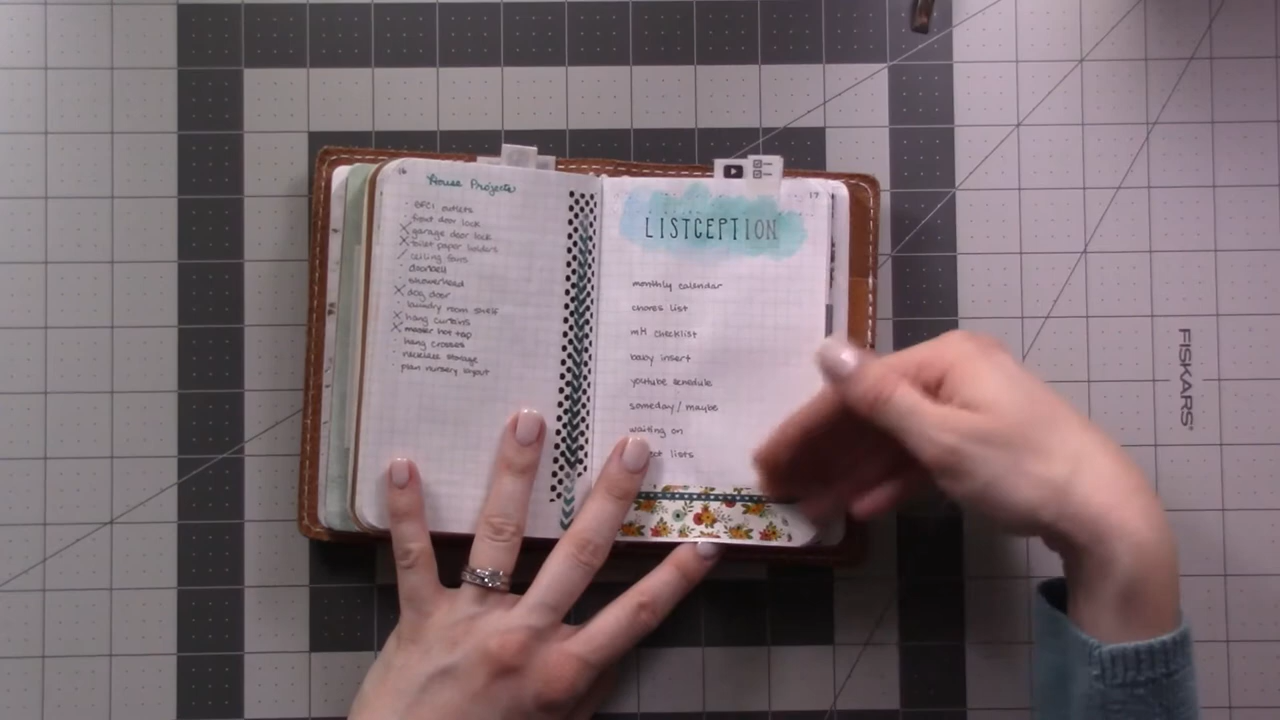 16
House Projects
· GFCI outlets
· front door lock
X garage door lock
X toilet paper holders
/ ceiling fans
· doorbell
· showerhead
X dog door
· laundry room shelf
X hang curtains
X master hot tap
· hang crosses
· necklace storage
· plan nursery layout
17
LISTCEPTION
monthly calendar
chores list
mK checklist
baby insert
youtube schedule
someday / maybe
waiting on
lists
FISKARS